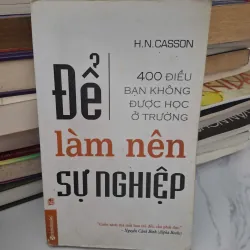 H.N.CASSON
Để
400 ĐIỀU
BẠN KHÔNG
ĐƯỢC HỌC
Ở TRƯỜNG
làm nên
SỰ NGHIỆP